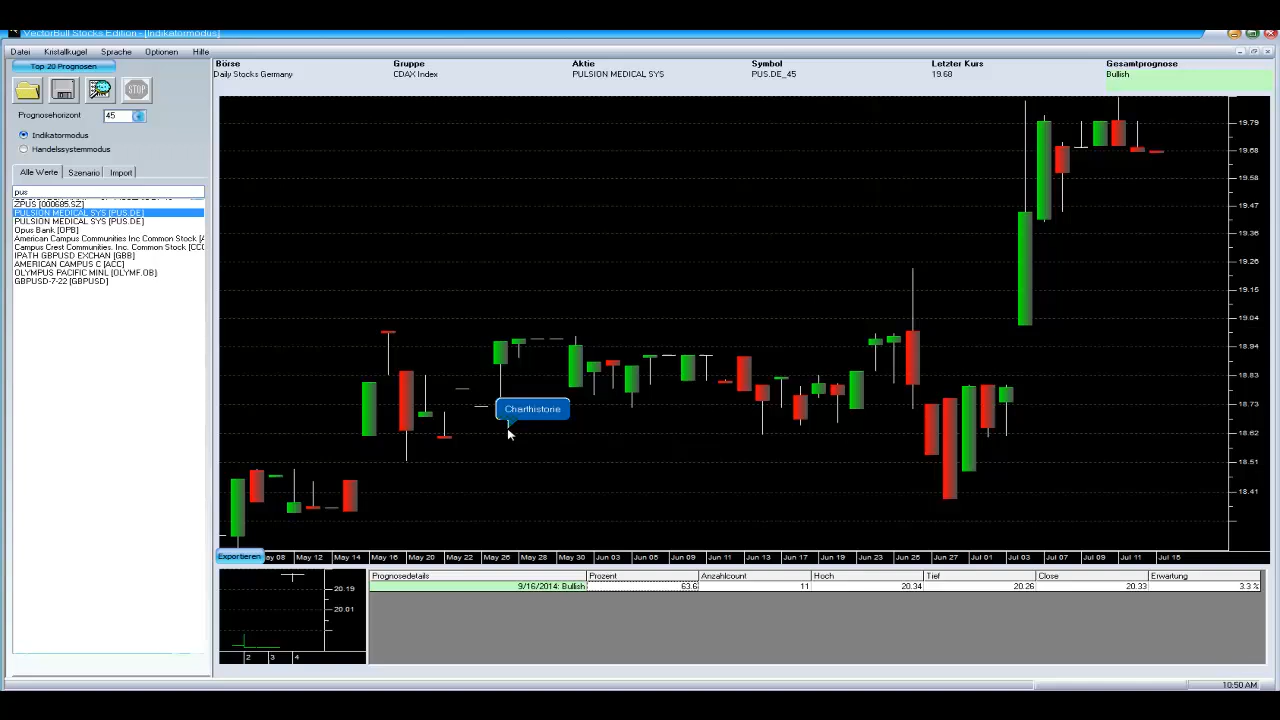 VectorBull Stocks Edition - [Indikatormodus]
Datei Kristallkugel Sprache Optionen Hilfe
Top 20 Prognosen
STOP
Prognosehorizont 45
Indikatormodus
Handelssystemmodus
Alle Werte Szenario Import
pus
ZPUS [000685.SZ]
PULSION MEDICAL SYS [PUS.DE]
PULSION MEDICAL SYS [PUS.DE]
Opus Bank [OPB]
American Campus Communities Inc Common Stock [A
Campus Crest Communities, Inc. Common Stock [CC
IPATH GBPUSD EXCHAN [GBB]
AMERICAN CAMPUS C [ACC]
OLYMPUS PACIFIC MINL [OLYMF.OB]
GBPUSD-7-22 [GBPUSD]
Börse Gruppe Aktie Symbol Letzter Kurs Gesamtprognose
Daily Stocks Germany CDAX Index PULSION MEDICAL SYS PUS.DE_45 19.68 Bullish
19.79
19.68
19.58
19.47
19.36
19.26
19.15
19.04
18.94
18.83
18.73
18.62
18.51
18.41
Charthistorie
Exportieren ay 08 May 12 May 14 May 16 May 20 May 22 May 26 May 28 May 30 Jun 03 Jun 05 Jun 09 Jun 11 Jun 13 Jun 17 Jun 19 Jun 23 Jun 25 Jun 27 Jul 01 Jul 03 Jul 07 Jul 09 Jul 11 Jul 15
20.19
20.01
2 3 4
Prognosedetails Prozent Anzahlcount Hoch Tief Close Erwartung
9/16/2014: Bullish 63.6 11 20.34 20.26 20.33 3.3 %
10:50 AM